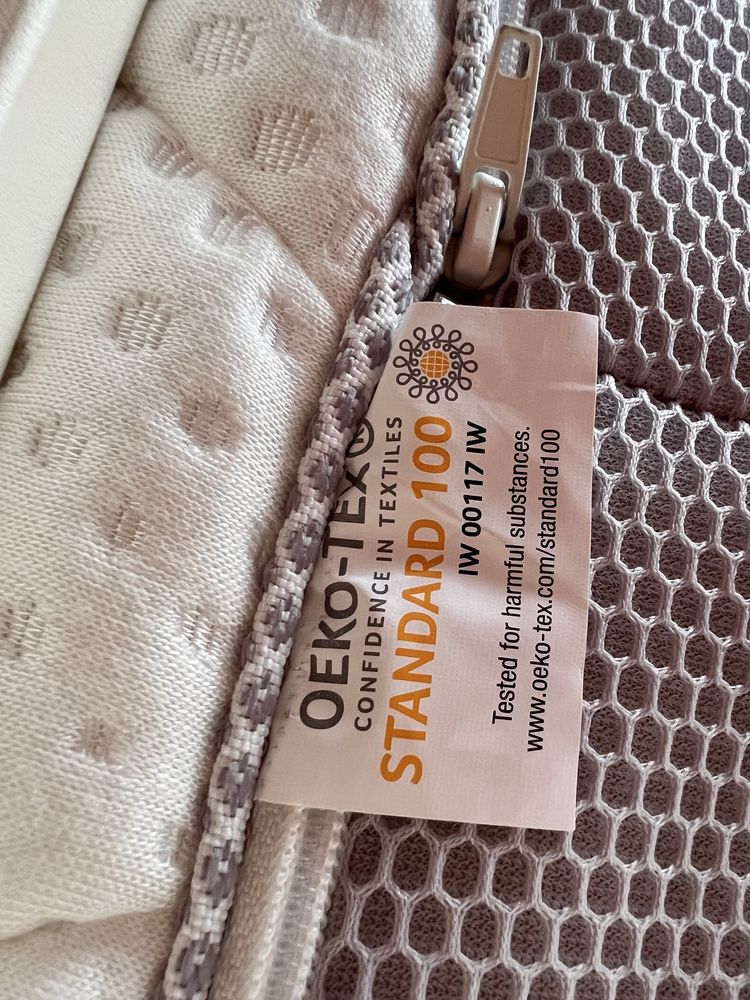 OEKO-TEX®
CONFIDENCE IN TEXTILES
STANDARD 100
IW 00117 IW
Tested for harmful substances.
www.oeko-tex.com/standard100